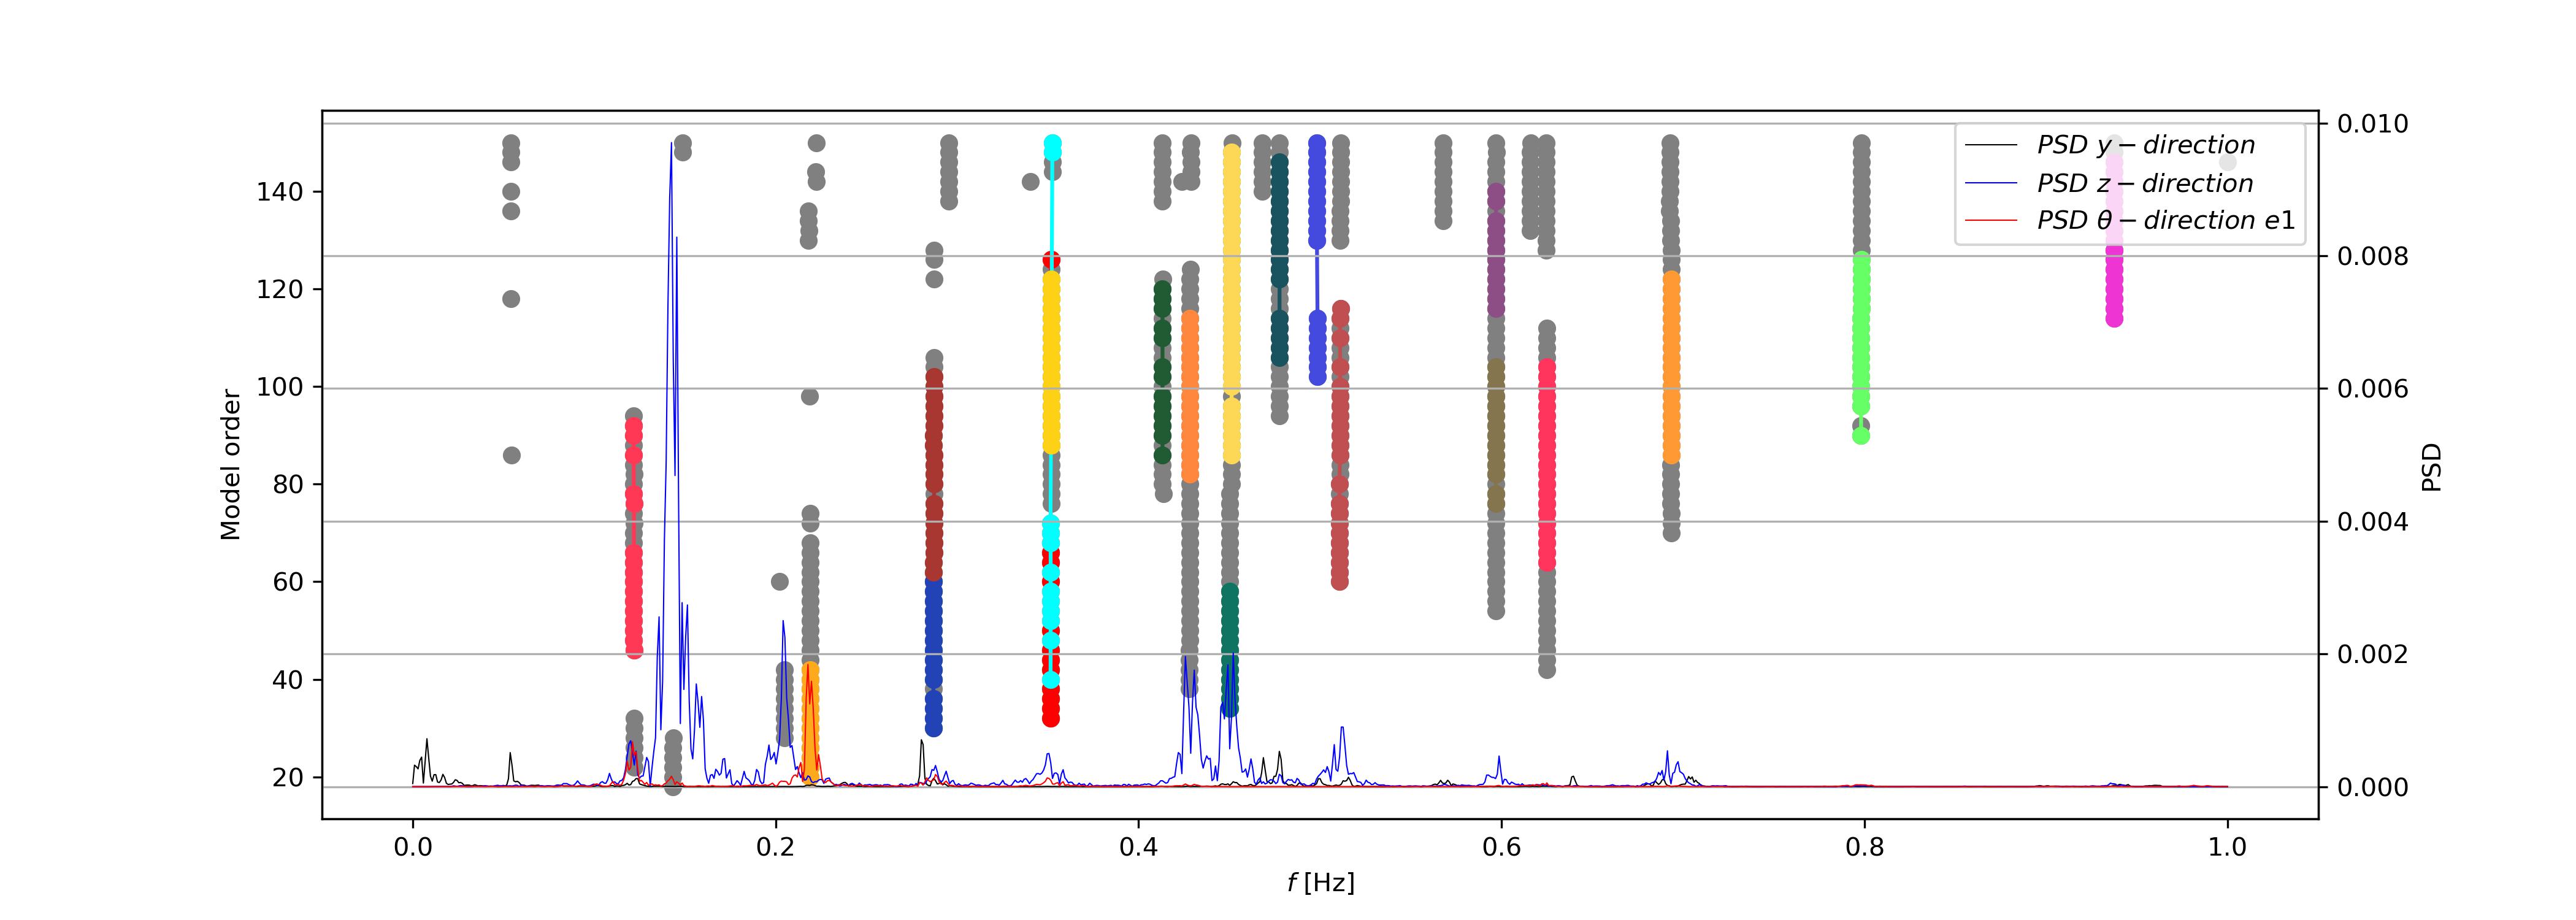 PSD y − direction
PSD z − direction
PSD θ − direction e1
Model order
140
120
100
80
60
40
20
0.010
0.008
0.006
0.004
0.002
0.000
PSD
0.0 0.2 0.4 0.6 0.8 1.0
f [Hz]